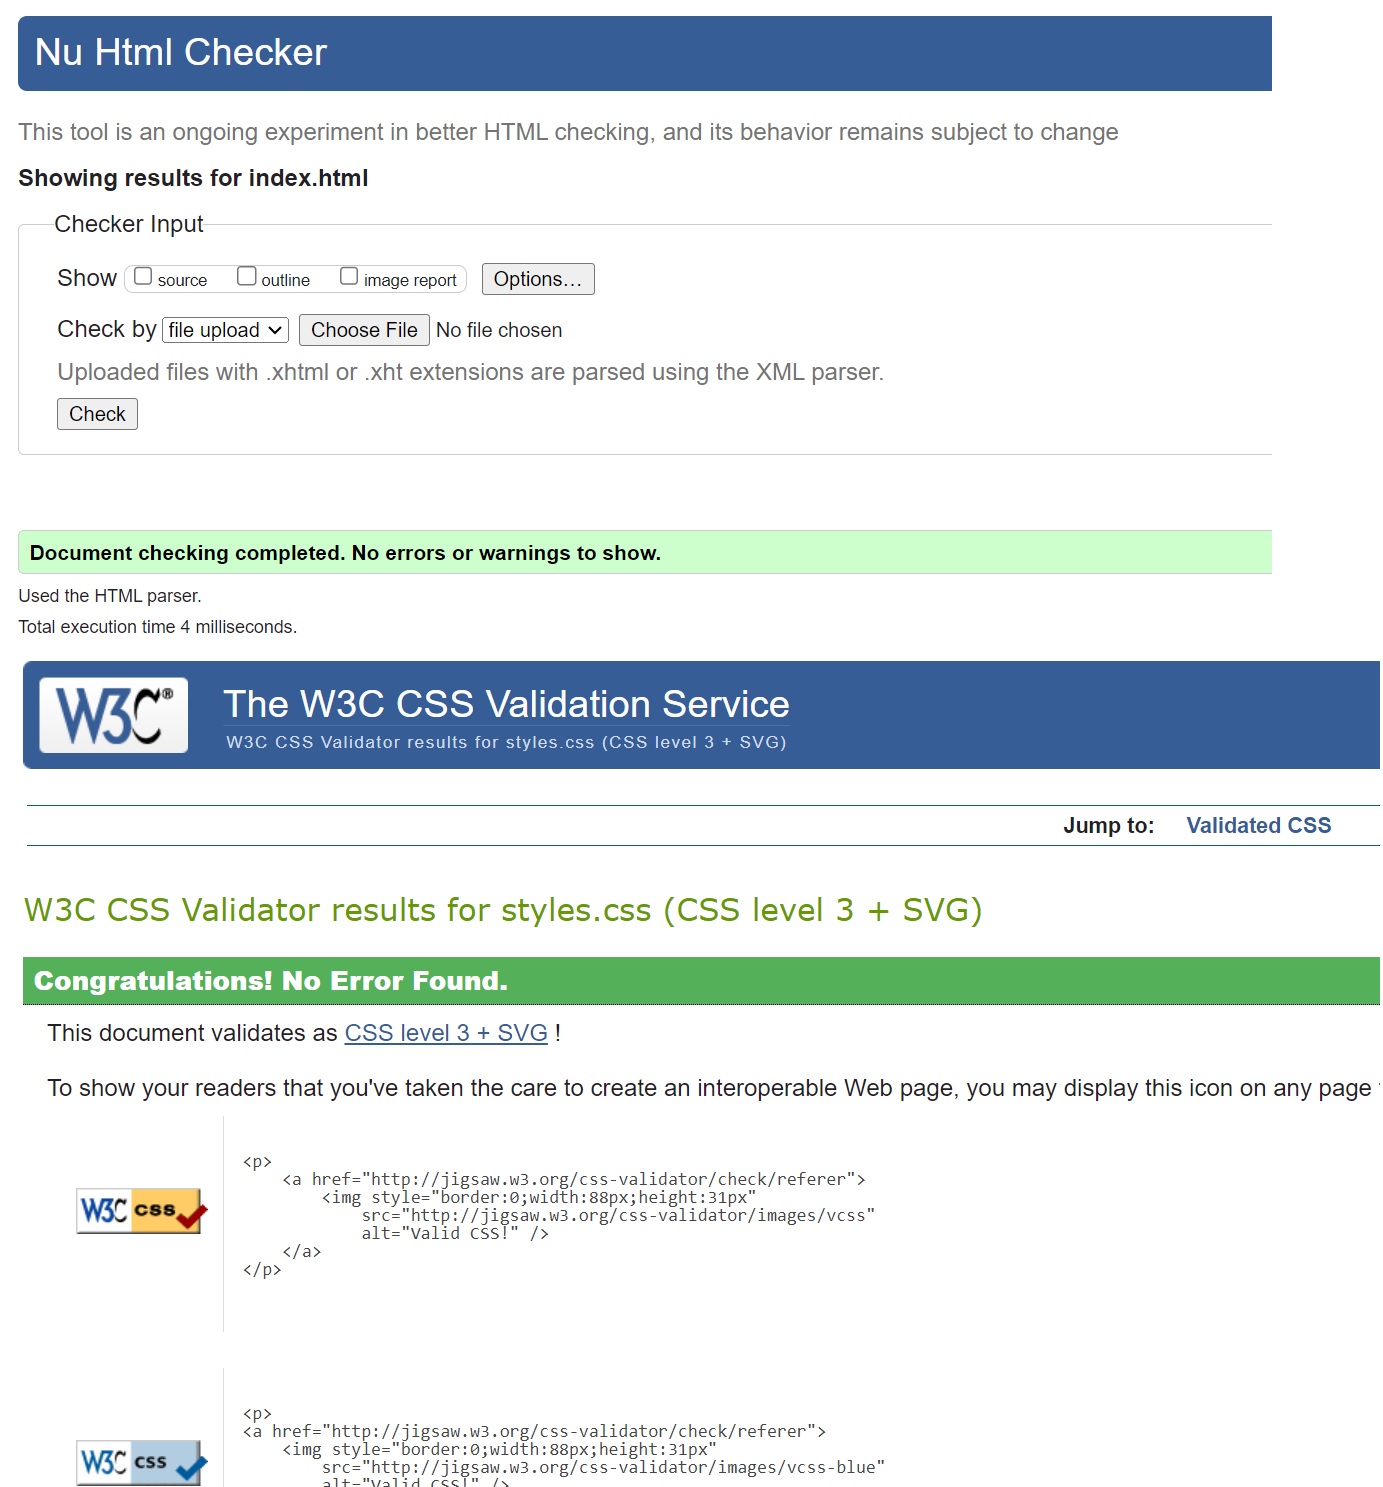 Nu Html Checker
This tool is an ongoing experiment in better HTML checking, and its behavior remains subject to change
Showing results for index.html
Checker Input
Show source outline image report Options...
Check by file upload Choose File No file chosen
Uploaded files with .xhtml or .xht extensions are parsed using the XML parser.
Check
Document checking completed. No errors or warnings to show.
Used the HTML parser.
Total execution time 4 milliseconds.
W3C®
The W3C CSS Validation Service
W3C CSS Validator results for styles.css (CSS level 3 + SVG)
Jump to: Validated CSS
W3C CSS Validator results for styles.css (CSS level 3 + SVG)
Congratulations! No Error Found.
This document validates as CSS level 3 + SVG !
To show your readers that you've taken the care to create an interoperable Web page, you may display this icon on any page
<p>
<a href="http://jigsaw.w3.org/css-validator/check/referer">
<img style="border:0;width:88px;height:31px"
W3C css
src="http://jigsaw.w3.org/css-validator/images/vcss"
alt="Valid CSS!" />
</a>
</p>
<p>
<a href="http://jigsaw.w3.org/css-validator/check/referer">
<img style="border:0;width:88px;height:31px"
W3C css
src="http://jigsaw.w3.org/css-validator/images/vcss-blue"
alt="Valid CSS!" />